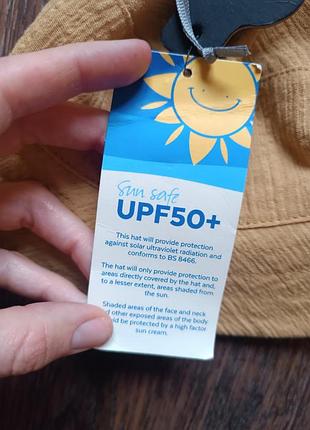 Sun safe
UPF50+
This hat will provide protection
against solar ultraviolet radiation and
conforms to BS 8466.
The hat will only provide protection to
areas directly covered by the hat and,
to a lesser extent, areas shaded from
the sun.
Shaded areas of the face and neck
and other exposed areas of the body
should be protected by a high factor
sun cream.